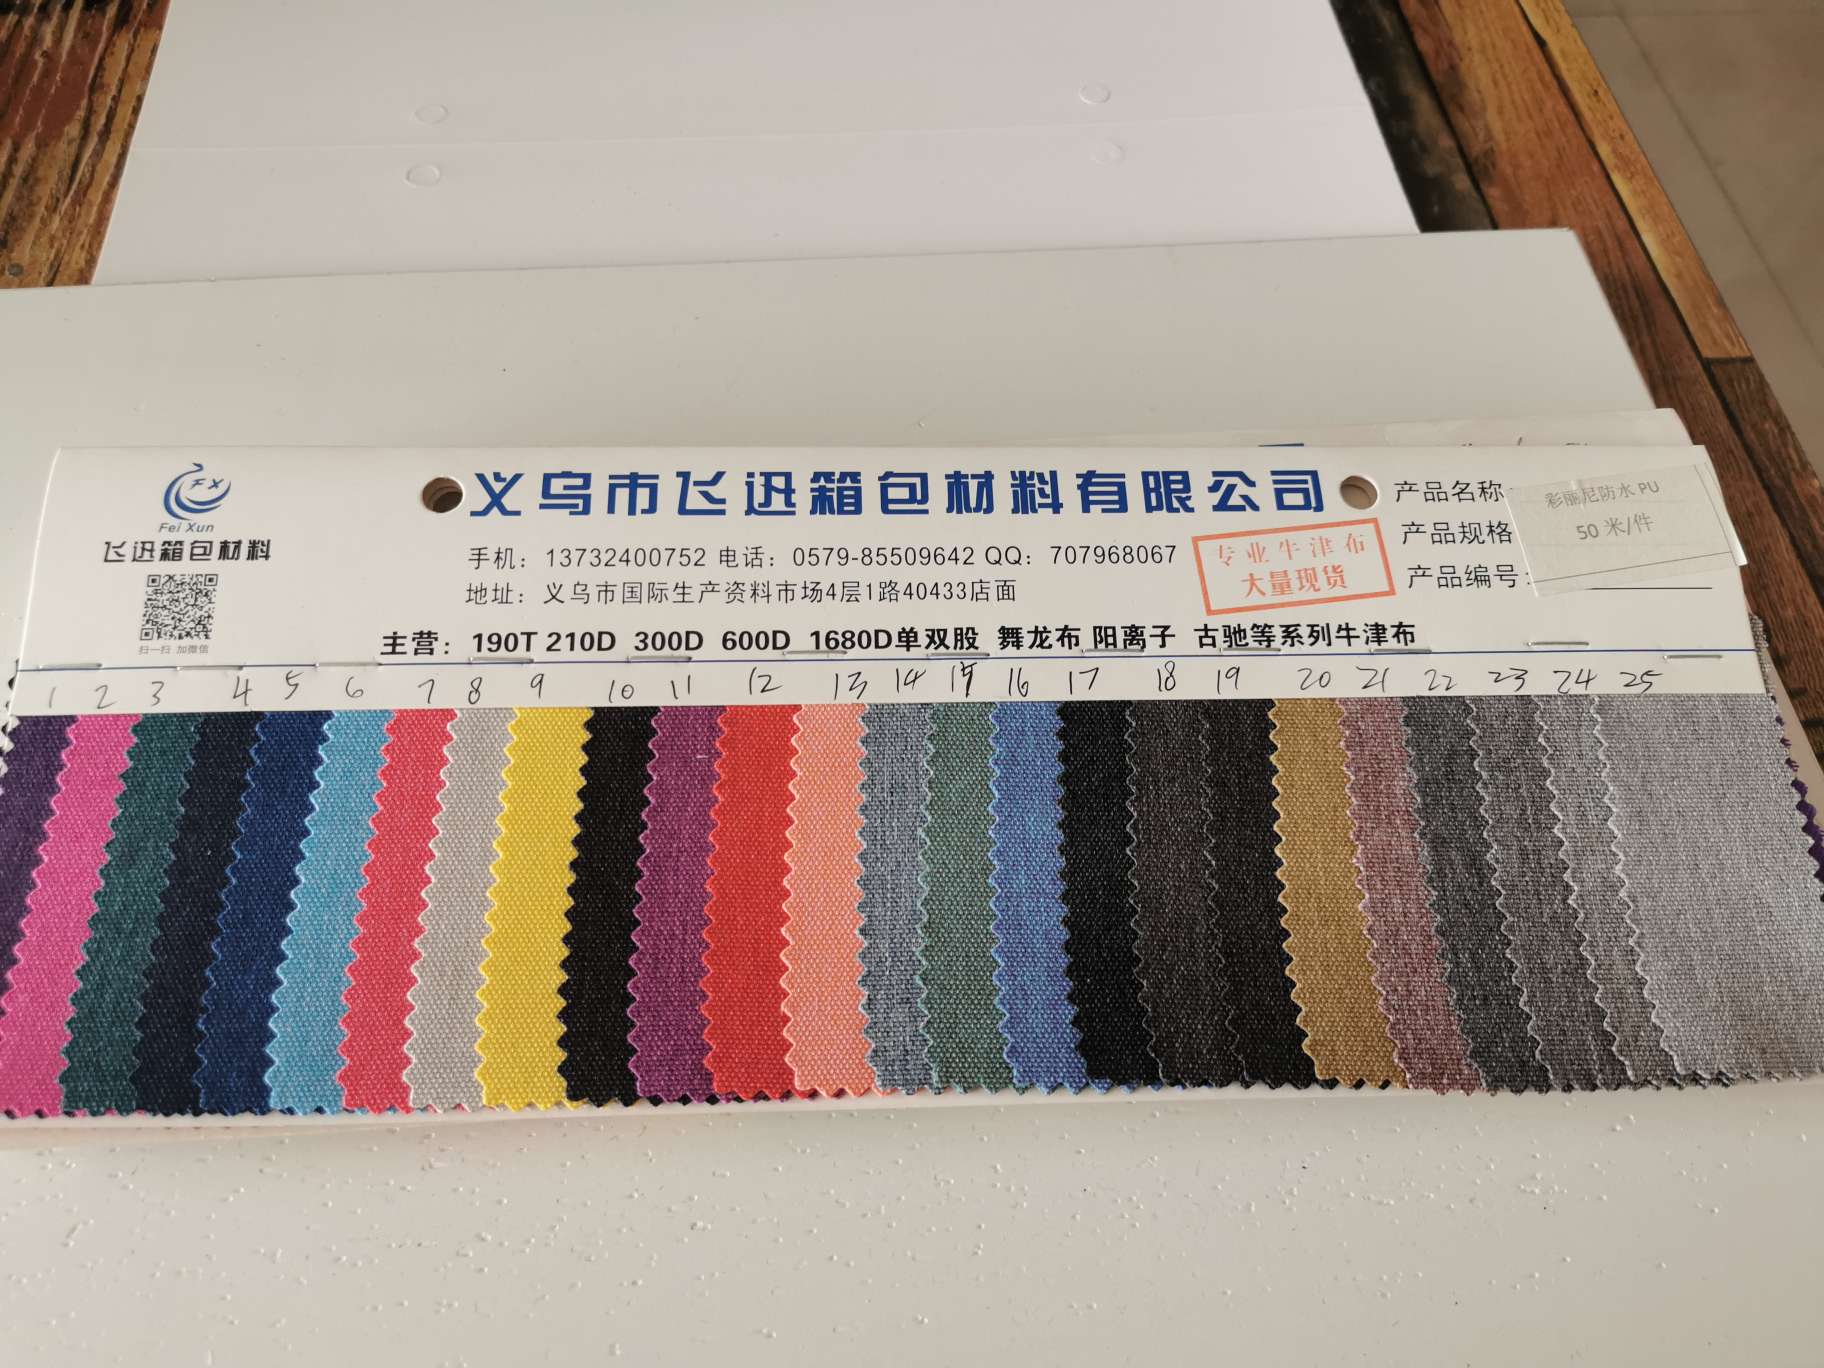 FX
Fei Xun
飞迅箱包材料
扫一扫 加微信
义乌市飞迅箱包材料有限公司
手机：13732400752 电话：0579-85509642 QQ：707968067
地址：义乌市国际生产资料市场4层1路40433店面
专业牛津布
大量现货
产品名称
彩丽尼防水 PU
产品规格
50 米/件
产品编号：
主营：190T 210D 300D 600D 1680D单双股 舞龙布 阳离子 古驰等系列牛津布
1 2 3 4 5 6 7 8 9 10 11 12 13 14 15 16 17 18 19 20 21 22 23 24 25